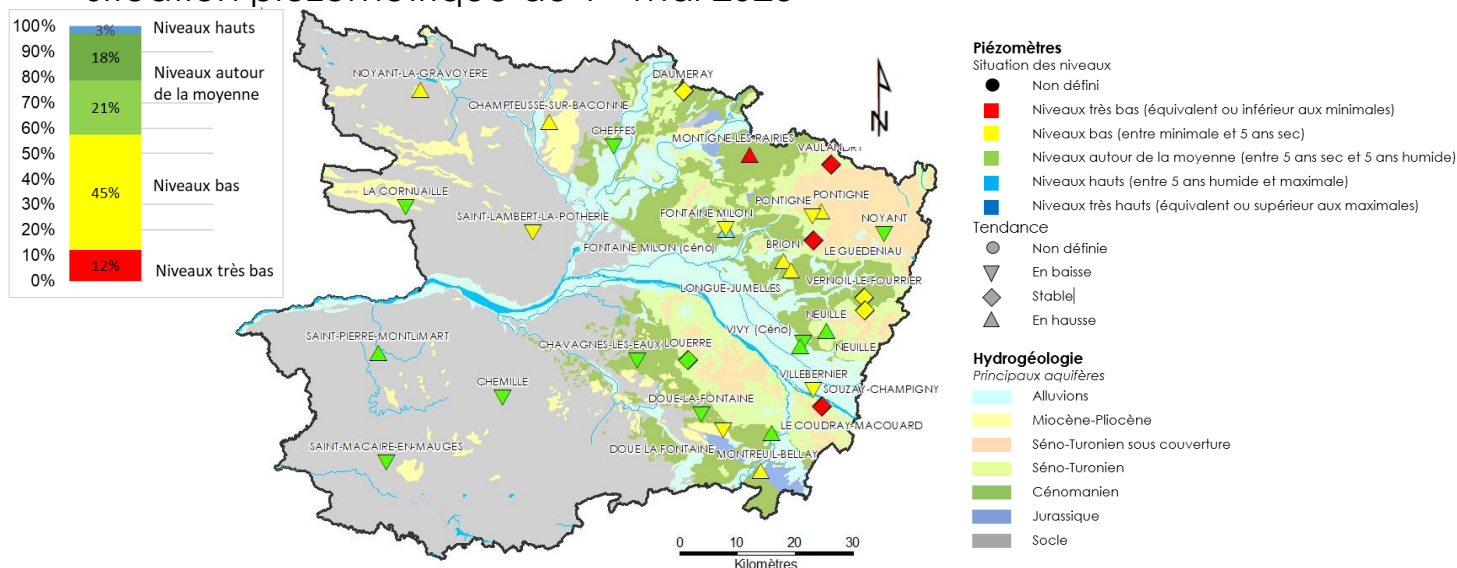 100%
90%
80%
70%
60%
50%
40%
30%
20%
10%
0%
3%
18%
21%
45%
12%
Niveaux hauts
Niveaux autour
de la moyenne
Niveaux bas
Niveaux très bas
NOYANT-LA-GRAVOYERE
CHAMPTEUSSE-SUR-BACONNE
DAUMERAY
CHEFFES
MONTIGNE-LES-RAIRIES
VAULANDRY
LA CORNUAILLE
SAINT-LAMBERT-LA-POTHERIE
FONTAINE MILON
PONTIGNE
PONTIGNE
NOYANT
FONTAINE MILON (céno)
BRION
LE GUEDENIAU
LONGUE-JUMELLES
VERNOIL-LE-FOURRIER
NEUILLE
VIVY (Céno)
NEUILLE
SAINT-PIERRE-MONTLIMART
CHAVAGNES-LES-EAUX
LOUERRE
CHEMILLE
VILLEBERNIER
SOUZAY-CHAMPIGNY
DOUE-LA-FONTAINE
LE COUDRAY-MACOUARD
SAINT-MACAIRE-EN-MAUGES
DOUE LA FONTAINE
MONTREUIL-BELLAY
N
0 10 20 30
Kilomètres
Piézomètres
Situation des niveaux
Non défini
Niveaux très bas (équivalent ou inférieur aux minimales)
Niveaux bas (entre minimale et 5 ans sec)
Niveaux autour de la moyenne (entre 5 ans sec et 5 ans humide)
Niveaux hauts (entre 5 ans humide et maximale)
Niveaux très hauts (équivalent ou supérieur aux maximales)
Tendance
Non définie
En baisse
Stable
En hausse
Hydrogéologie
Principaux aquifères
Alluvions
Miocène-Pliocène
Séno-Turonien sous couverture
Séno-Turonien
Cénomanien
Jurassique
Socle